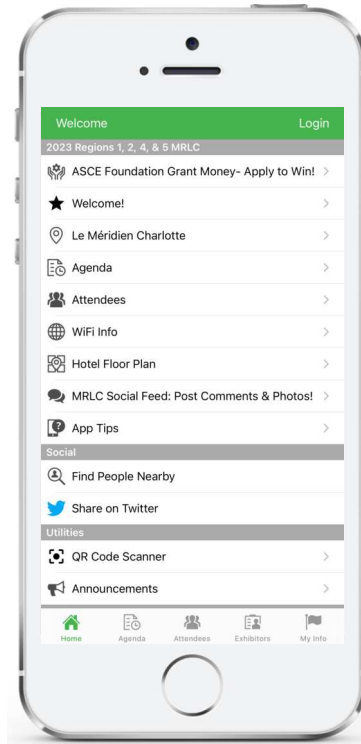 Welcome Login
2023 Regions 1, 2, 4, & 5 MRLC
ASCE Foundation Grant Money- Apply to Win!
Welcome!
Le Méridien Charlotte
Agenda
Attendees
WiFi Info
Hotel Floor Plan
MRLC Social Feed: Post Comments & Photos!
App Tips
Social
Find People Nearby
Share on Twitter
Utilities
QR Code Scanner
Announcements
Home Agenda Attendees Exhibitors My Info